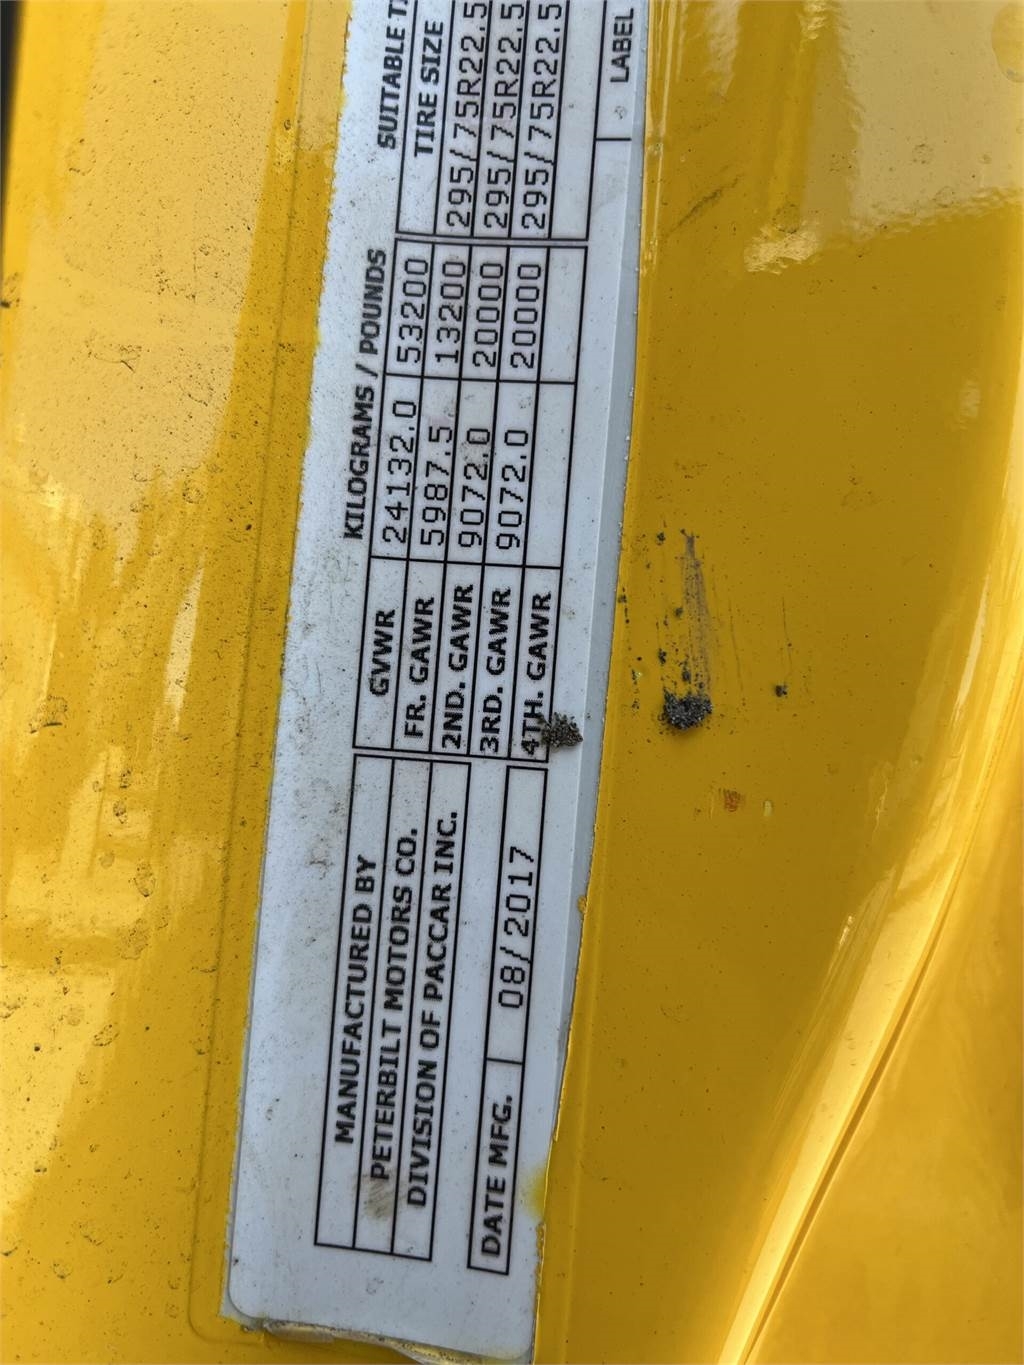 MANUFACTURED BY
PETERBILT MOTORS CO.
DIVISION OF PACCAR INC.
DATE MFG. 08/2017
KILOGRAMS / POUNDS
GVWR 24132.0 53200
FR. GAWR 5987.5 13200
2ND. GAWR 9072.0 20000
3RD. GAWR 9072.0 20000
4TH. GAWR
SUITABLE
TIRE SIZE
295/75R22.5
295/75R22.5
295/75R22.5
LABEL